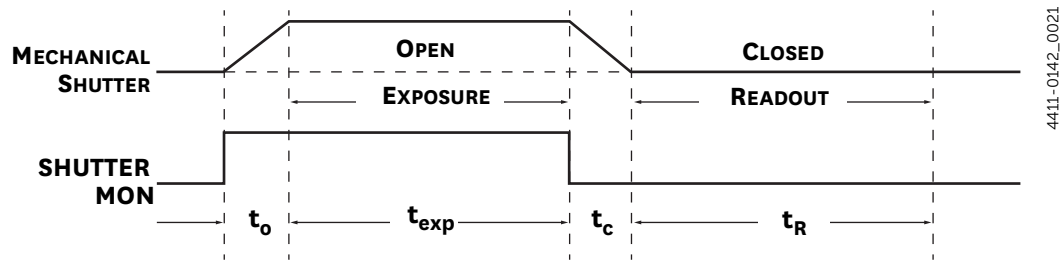 MECHANICAL
SHUTTER
OPEN
CLOSED
EXPOSURE
READOUT
SHUTTER
MON
to
texp
tc
tR
4411-0142_0021